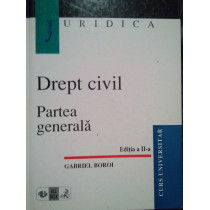 JURIDICA
Drept civil
Partea
generală
Ediția a II-a
GABRIEL BOROI
CURS UNIVERSITAR